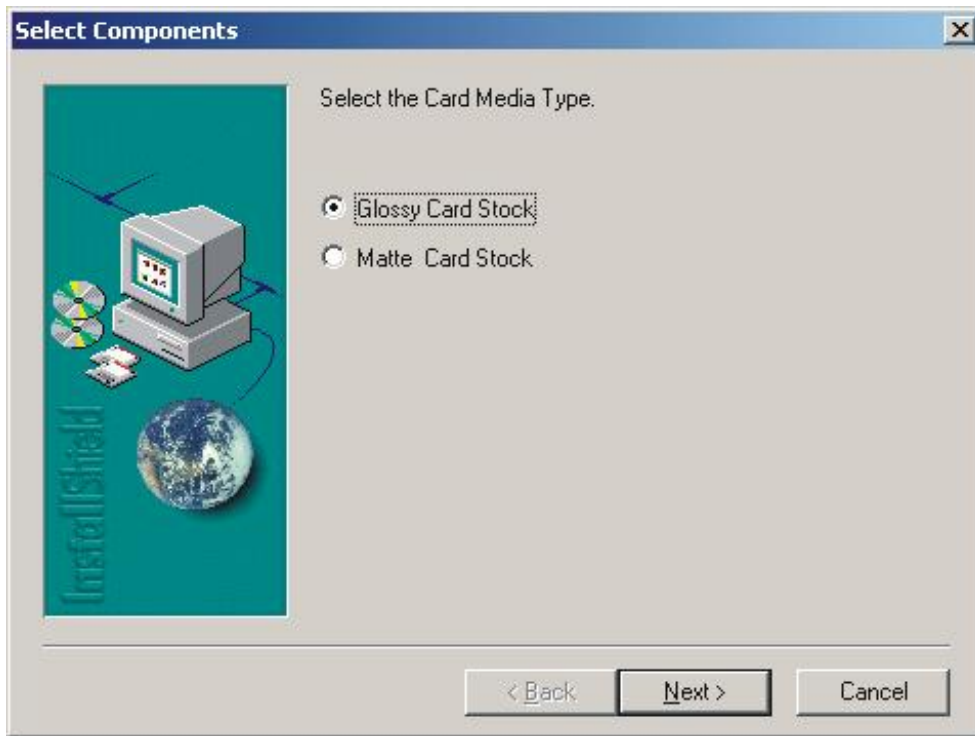 Select Components
Select the Card Media Type.
Glossy Card Stock
Matte  Card Stock
InstallShield
< Back
Next >
Cancel